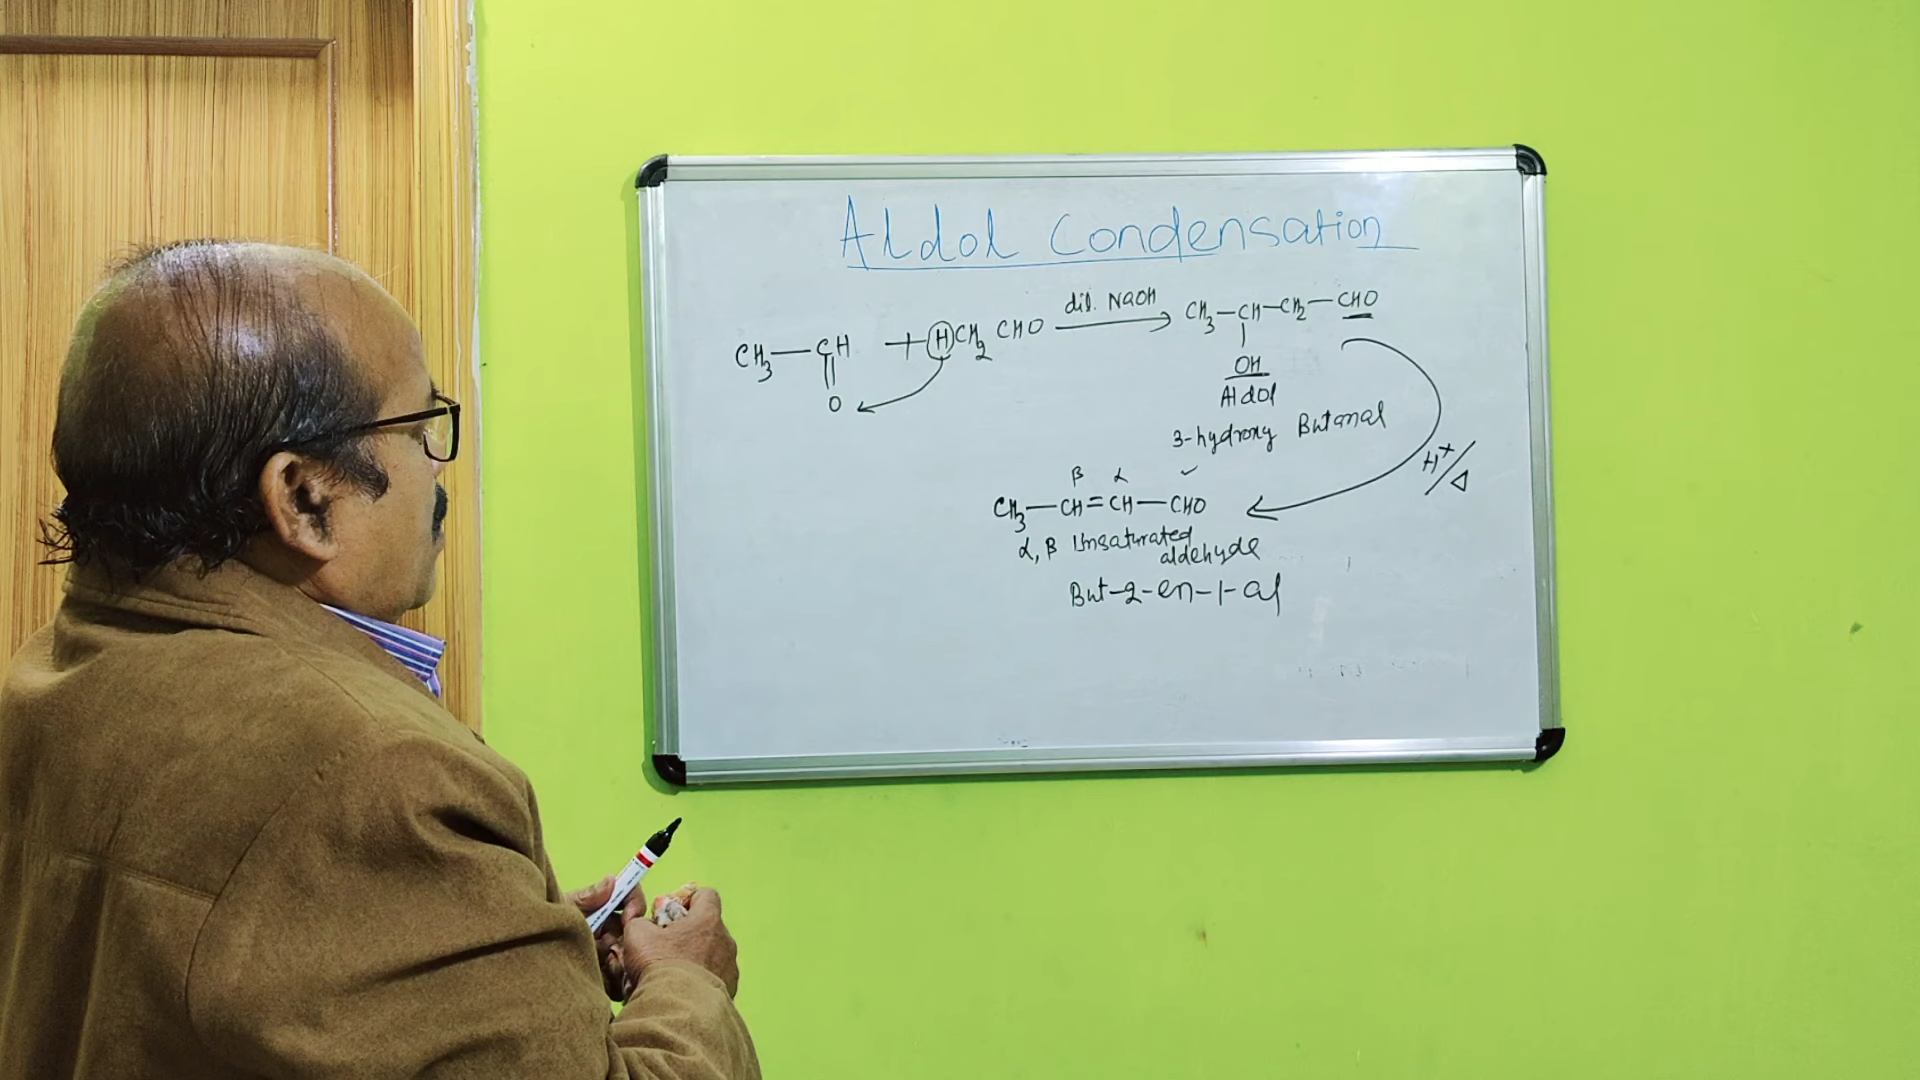 Aldol Condensation
CH3—CH + HCH2 CHO dil. NaOH → CH3—CH—CH2—CHO
O
OH
Aldol
3-hydroxy Butanal
H+/Δ
β α ✓
CH3—CH=CH—CHO
α, β Unsaturated
aldehyde
But-2-en-1-al